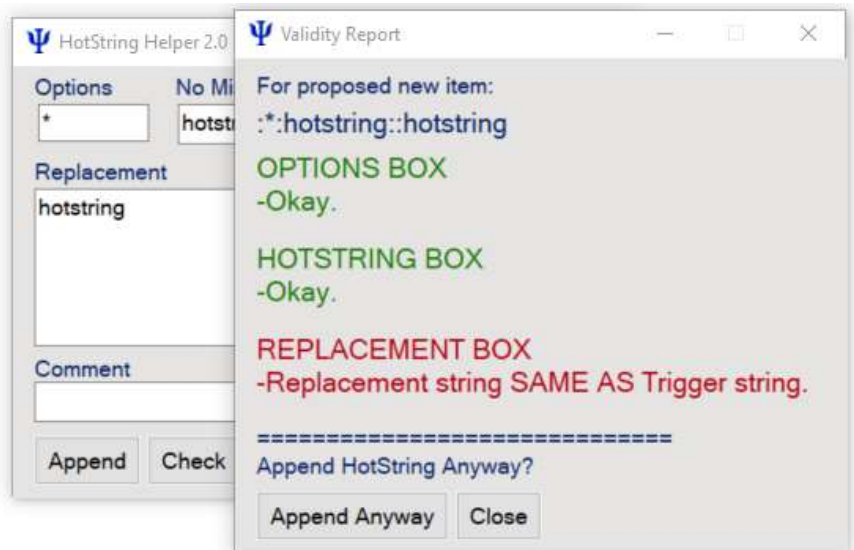 HotString Helper 2.0
Options
No Mi
*
hotstr
Replacement
hotstring
Comment
Append
Check
Validity Report
For proposed new item:
:*:hotstring::hotstring
OPTIONS BOX
-Okay.
HOTSTRING BOX
-Okay.
REPLACEMENT BOX
-Replacement string SAME AS Trigger string.
==============================
Append HotString Anyway?
Append Anyway
Close